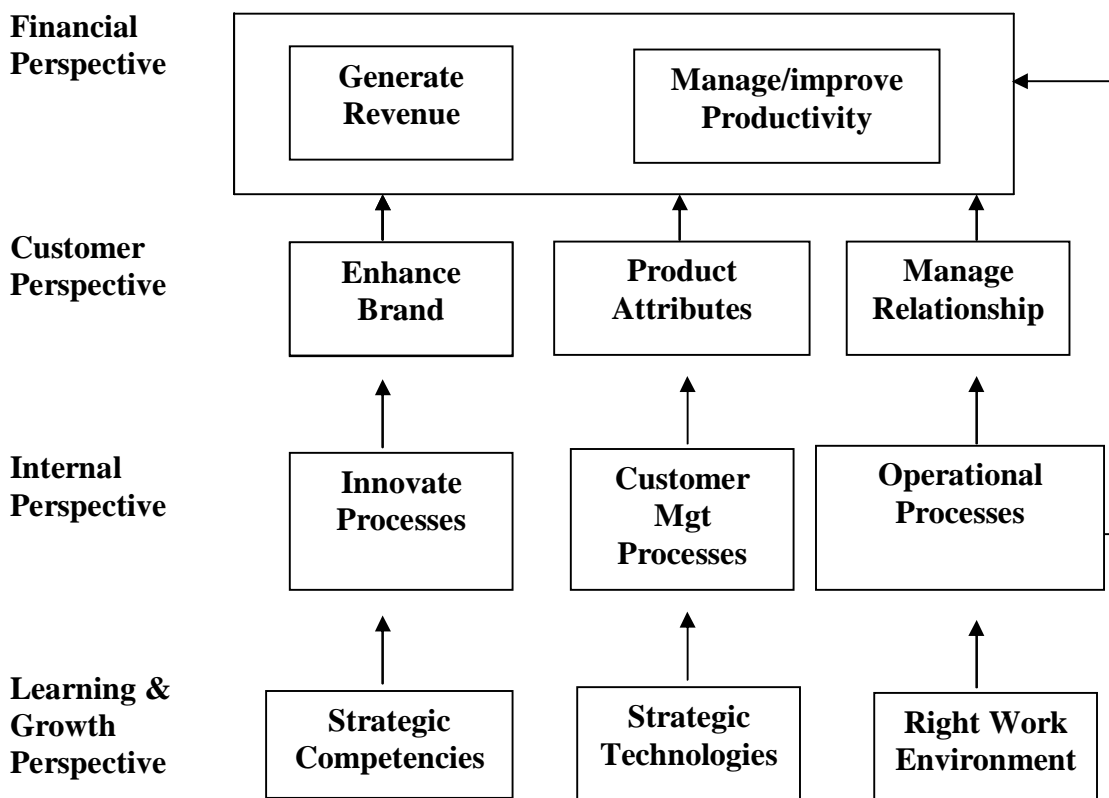 Financial
Perspective
Generate
Revenue
Manage/improve
Productivity
Customer
Perspective
Enhance
Brand
Product
Attributes
Manage
Relationship
Internal
Perspective
Innovate
Processes
Customer
Mgt
Processes
Operational
Processes
Learning &
Growth
Perspective
Strategic
Competencies
Strategic
Technologies
Right Work
Environment